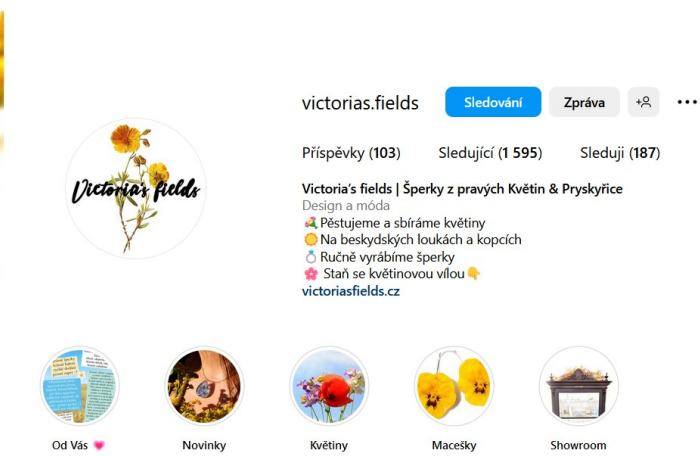 victorias.fields Sledování Zpráva
Příspěvky (103) Sledující (1 595) Sleduji (187)
Victoria's fields
Victoria's fields | Šperky z pravých Květin & Pryskyřice
Design a móda
💐Pěstujeme a sbíráme květiny
🌼Na beskydských loukách a kopcích
💍Ručně vyrábíme šperky
🌸 Staň se květinovou vílou👇
victoriasfields.cz
Od Vás 💗 Novinky Květiny Macešky Showroom